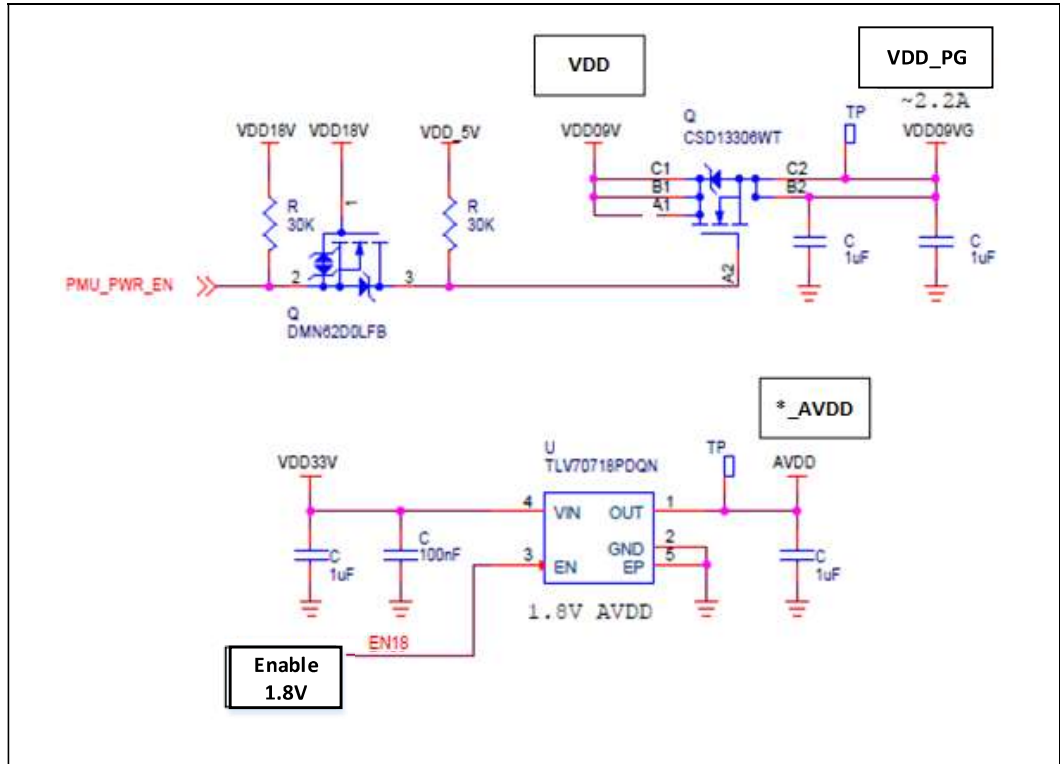 VDD
VDD_PG
~2.2A
VDD18V VDD18V VDD_5V VDD09V Q TP VDD09VG
CSD13306WT
C1 C2
B1 B2
A1
R
30K
1
R
30K
C
1uF
C
1uF
A2
PMU_PWR_EN 2 3
Q
DMN62D0LFB
*_AVDD
VDD33V U TP AVDD
TLV70718PDQN
4 VIN OUT 1
C
1uF
C
100nF
GND 2
3 EN EP 5
C
1uF
1.8V AVDD
EN18
Enable
1.8V